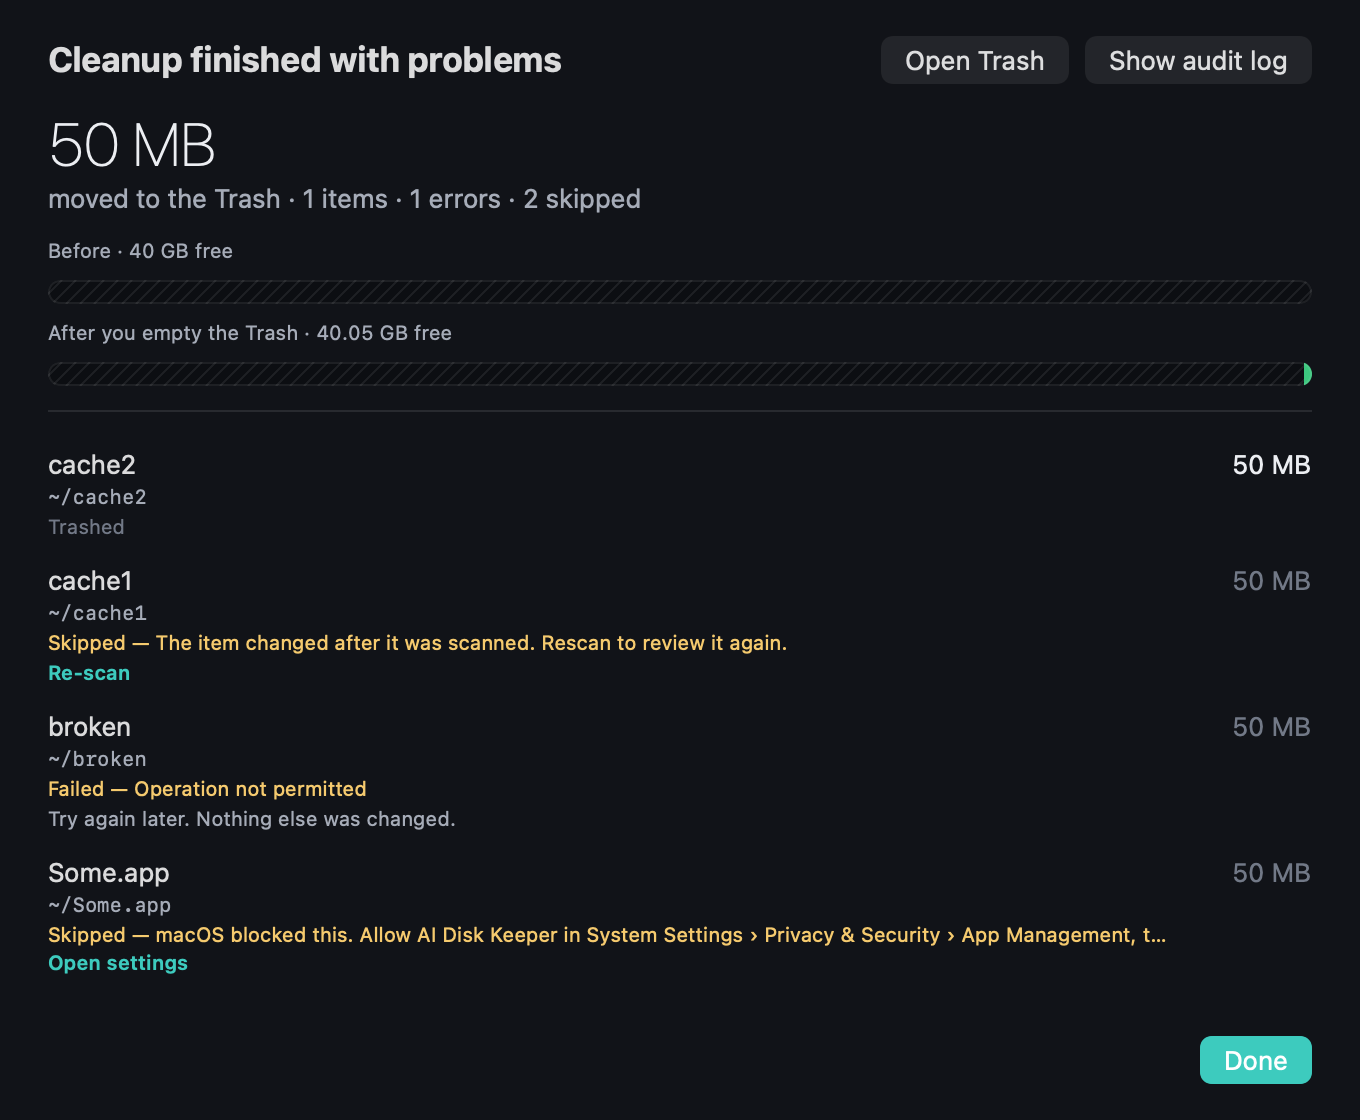 Cleanup finished with problems
Open Trash
Show audit log
50 MB
moved to the Trash · 1 items · 1 errors · 2 skipped
Before · 40 GB free
After you empty the Trash · 40.05 GB free
cache2
50 MB
~/cache2
Trashed
cache1
50 MB
~/cache1
Skipped — The item changed after it was scanned. Rescan to review it again.
Re-scan
broken
50 MB
~/broken
Failed — Operation not permitted
Try again later. Nothing else was changed.
Some.app
50 MB
~/Some.app
Skipped — macOS blocked this. Allow AI Disk Keeper in System Settings › Privacy & Security › App Management, t…
Open settings
Done